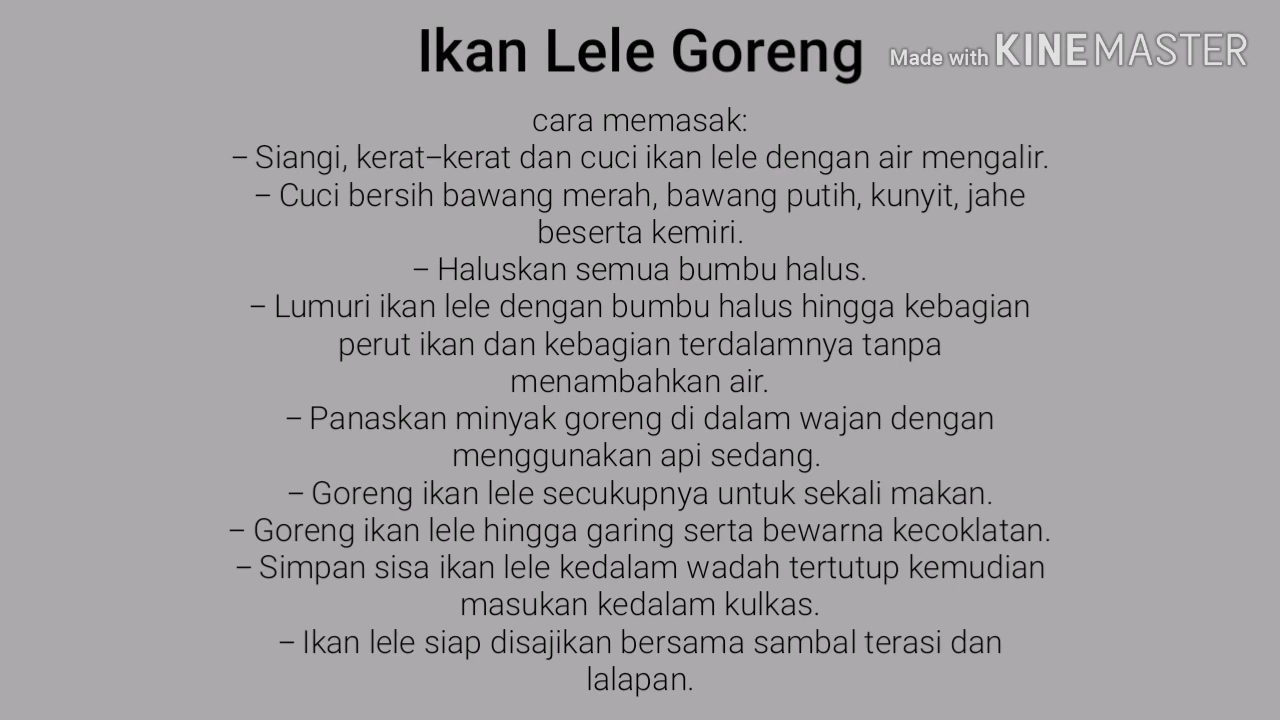 Ikan Lele Goreng
Made with KINEMASTER
cara memasak:
– Siangi, kerat–kerat dan cuci ikan lele dengan air mengalir.
– Cuci bersih bawang merah, bawang putih, kunyit, jahe
beserta kemiri.
– Haluskan semua bumbu halus.
– Lumuri ikan lele dengan bumbu halus hingga kebagian
perut ikan dan kebagian terdalamnya tanpa
menambahkan air.
– Panaskan minyak goreng di dalam wajan dengan
menggunakan api sedang.
– Goreng ikan lele secukupnya untuk sekali makan.
– Goreng ikan lele hingga garing serta bewarna kecoklatan.
– Simpan sisa ikan lele kedalam wadah tertutup kemudian
masukan kedalam kulkas.
– Ikan lele siap disajikan bersama sambal terasi dan
lalapan.